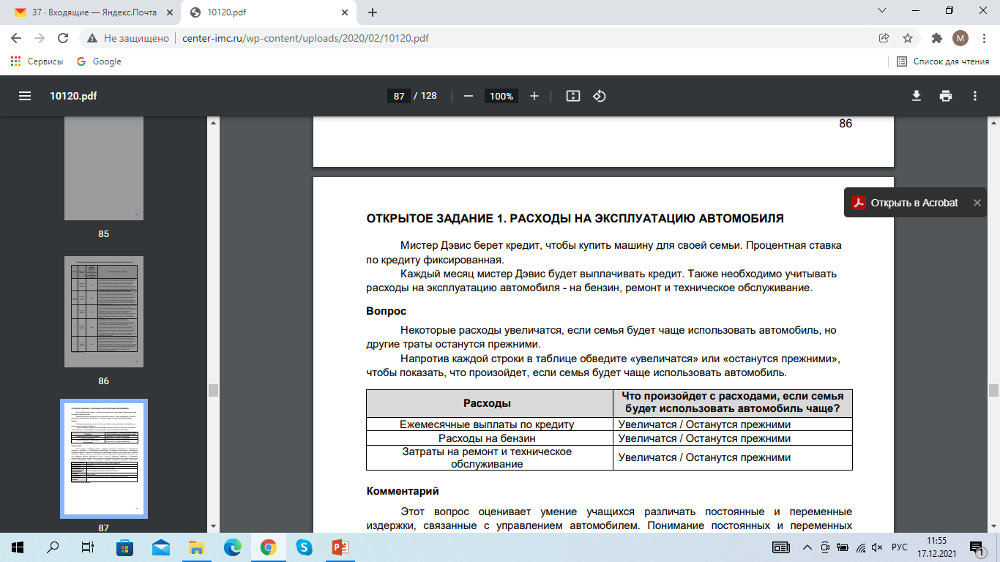 37 · Входящие — Яндекс.Почта
10120.pdf
Не защищено
center-imc.ru/wp-content/uploads/2020/02/10120.pdf
М
Сервисы
Google
Список для чтения
10120.pdf
87 / 128
100%
85
86
87
86
Открыть в Acrobat
ОТКРЫТОЕ ЗАДАНИЕ 1. РАСХОДЫ НА ЭКСПЛУАТАЦИЮ АВТОМОБИЛЯ
Мистер Дэвис берет кредит, чтобы купить машину для своей семьи. Процентная ставка
по кредиту фиксированная.
Каждый месяц мистер Дэвис будет выплачивать кредит. Также необходимо учитывать
расходы на эксплуатацию автомобиля - на бензин, ремонт и техническое обслуживание.
Вопрос
Некоторые расходы увеличатся, если семья будет чаще использовать автомобиль, но
другие траты останутся прежними.
Напротив каждой строки в таблице обведите «увеличатся» или «останутся прежними»,
чтобы показать, что произойдет, если семья будет чаще использовать автомобиль.
Расходы
Что произойдет с расходами, если семья
будет использовать автомобиль чаще?
Ежемесячные выплаты по кредиту
Увеличатся / Останутся прежними
Расходы на бензин
Увеличатся / Останутся прежними
Затраты на ремонт и техническое
обслуживание
Увеличатся / Останутся прежними
Комментарий
Этот вопрос оценивает умение учащихся различать постоянные и переменные
издержки, связанные с управлением автомобилем. Понимание постоянных и переменных
РУС
11:55
17.12.2021
1